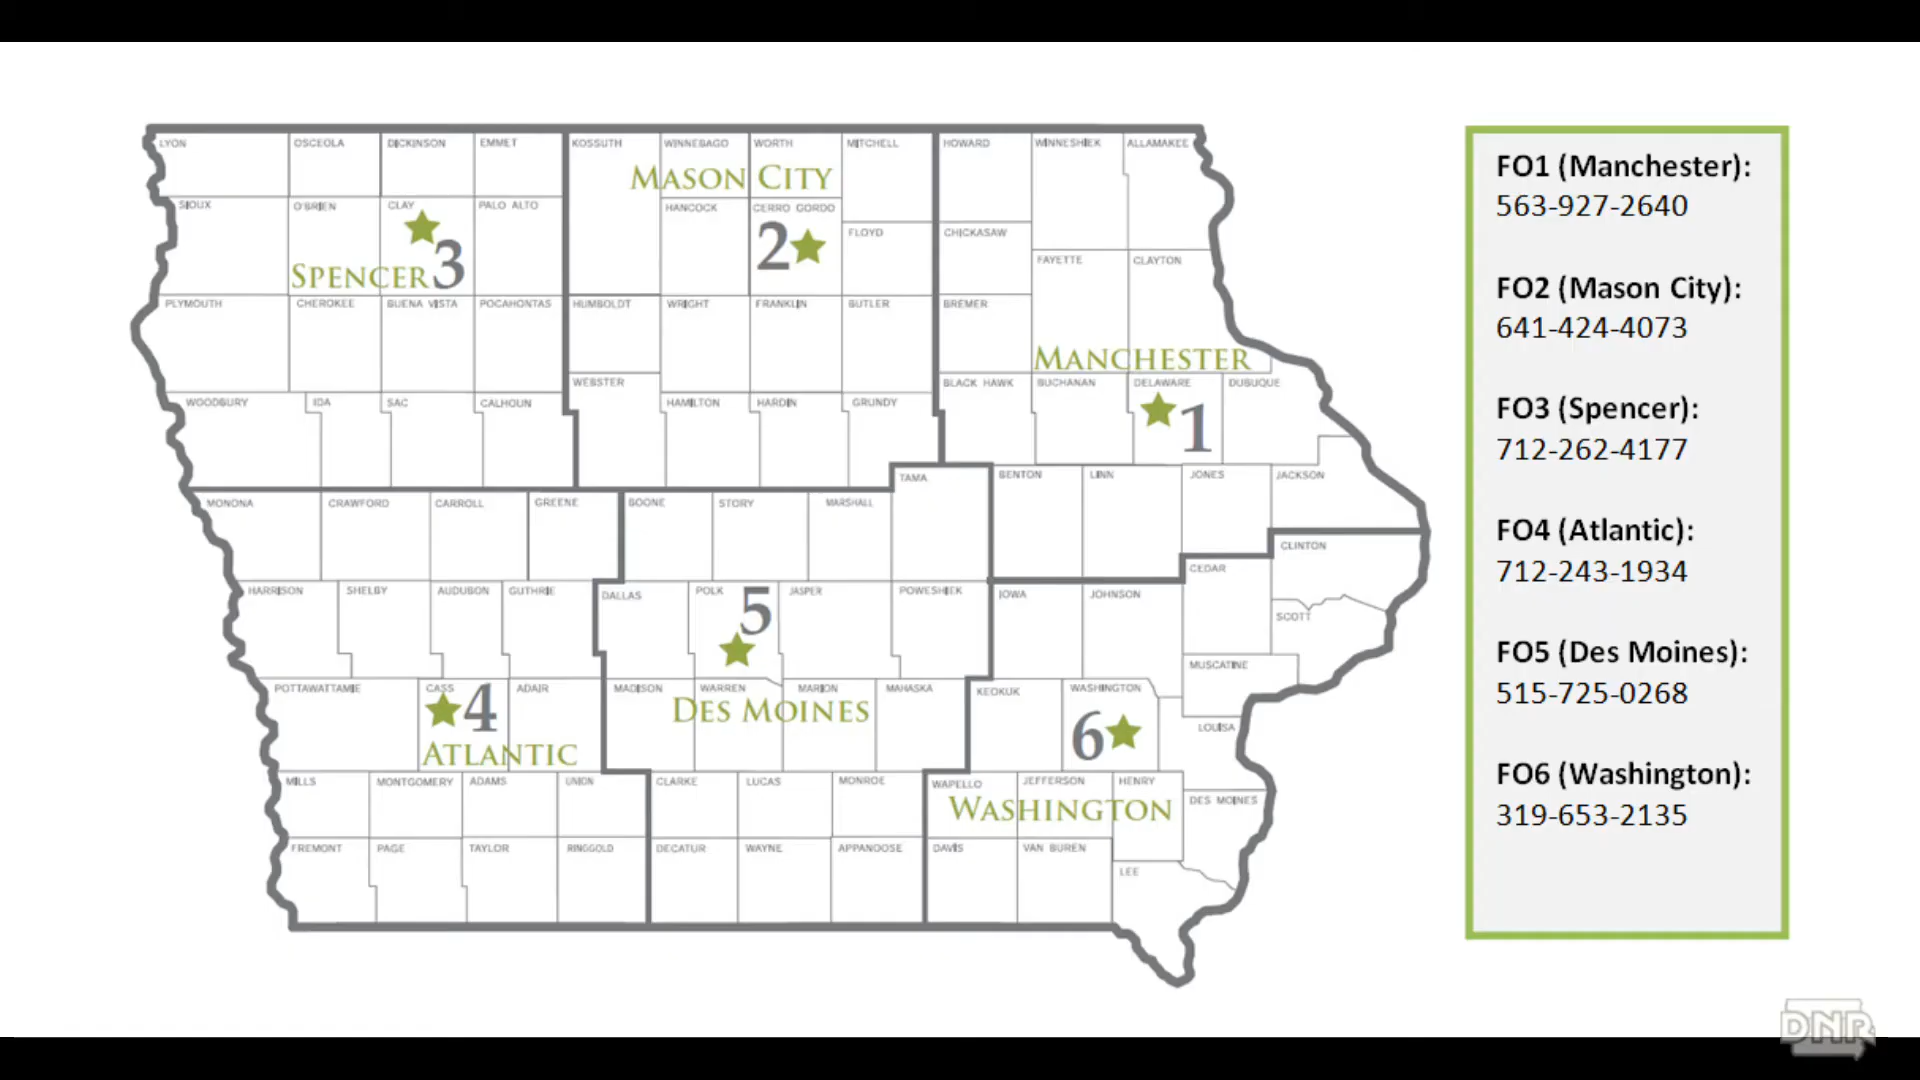 LYON OSCEOLA DICKINSON EMMET KOSSUTH WINNEBAGO WORTH MITCHELL HOWARD WINNESHIEK ALLAMAKEE
MASON CITY
SIOUX O'BRIEN CLAY PALO ALTO HANCOCK CERRO GORDO
FLOYD CHICKASAW
2
3
SPENCER
FAYETTE CLAYTON
PLYMOUTH CHEROKEE BUENA VISTA POCAHONTAS HUMBOLDT WRIGHT FRANKLIN BUTLER BREMER
MANCHESTER
WEBSTER BLACK HAWK BUCHANAN DELAWARE DUBUQUE
WOODBURY IDA SAC CALHOUN HAMILTON HARDIN GRUNDY
1
TAMA BENTON LINN JONES JACKSON
MONONA CRAWFORD CARROLL GREENE BOONE STORY MARSHALL
CLINTON
CEDAR
HARRISON SHELBY AUDUBON GUTHRIE DALLAS POLK JASPER POWESHIEK IOWA JOHNSON
5
SCOTT
MUSCATINE
POTTAWATTAMIE CASS ADAIR MADISON WARREN MARION MAHASKA KEOKUK WASHINGTON
4
DES MOINES
LOUISA
6
ATLANTIC
MILLS MONTGOMERY ADAMS UNION CLARKE LUCAS MONROE WAPELLO JEFFERSON HENRY
DES MOINES
WASHINGTON
FREMONT PAGE TAYLOR RINGGOLD DECATUR WAYNE APPANOOSE DAVIS VAN BUREN
LEE
FO1 (Manchester):
563-927-2640
FO2 (Mason City):
641-424-4073
FO3 (Spencer):
712-262-4177
FO4 (Atlantic):
712-243-1934
FO5 (Des Moines):
515-725-0268
FO6 (Washington):
319-653-2135
DNR